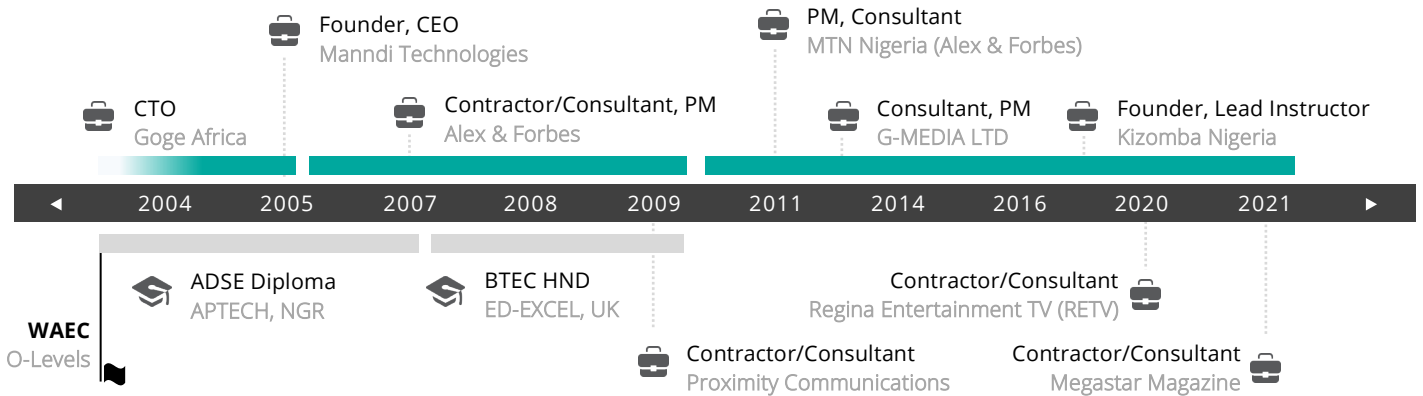 Founder, CEO
Manndi Technologies
PM, Consultant
MTN Nigeria (Alex & Forbes)
CTO
Goge Africa
Contractor/Consultant, PM
Alex & Forbes
Consultant, PM
G-MEDIA LTD
Founder, Lead Instructor
Kizomba Nigeria
2004 2005 2007 2008 2009 2011 2014 2016 2020 2021
ADSE Diploma
APTECH, NGR
BTEC HND
ED-EXCEL, UK
Contractor/Consultant
Regina Entertainment TV (RETV)
WAEC
O-Levels
Contractor/Consultant
Proximity Communications
Contractor/Consultant
Megastar Magazine